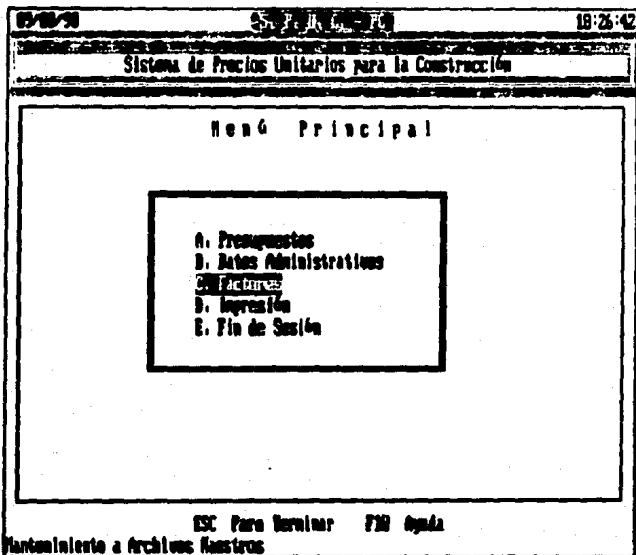 18:26:42
Sistema de Precios Unitarios para la Construcción
Menú Principal
A. Presupuestos
B. Datos Administrativos
C. Facturas
D. Impresión
E. Fin de Sesión
ESC Para Terminar F10 Ayuda
Mantenimiento a Archivos Maestros